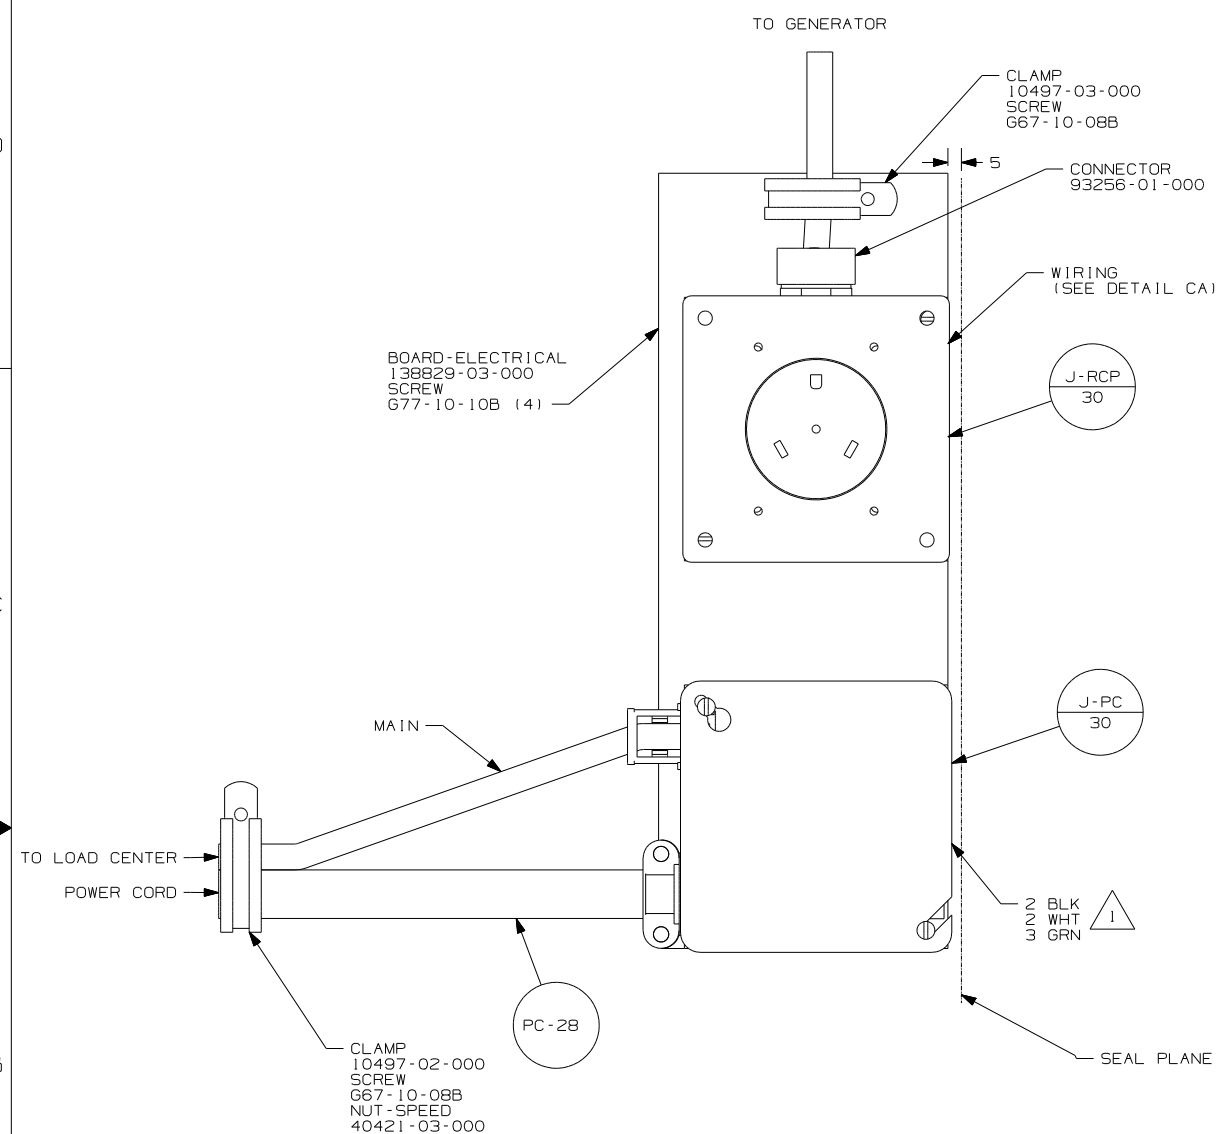 TO GENERATOR
CLAMP
10497-03-000
SCREW
G67-10-08B
5
CONNECTOR
93256-01-000
WIRING
(SEE DETAIL CA)
BOARD-ELECTRICAL
138829-03-000
SCREW
G77-10-10B (4)
J-RCP
30
J-PC
30
MAIN
TO LOAD CENTER
POWER CORD
2 BLK
2 WHT
3 GRN
1
PC-28
CLAMP
10497-02-000
SCREW
G67-10-08B
NUT-SPEED
40421-03-000
SEAL PLANE